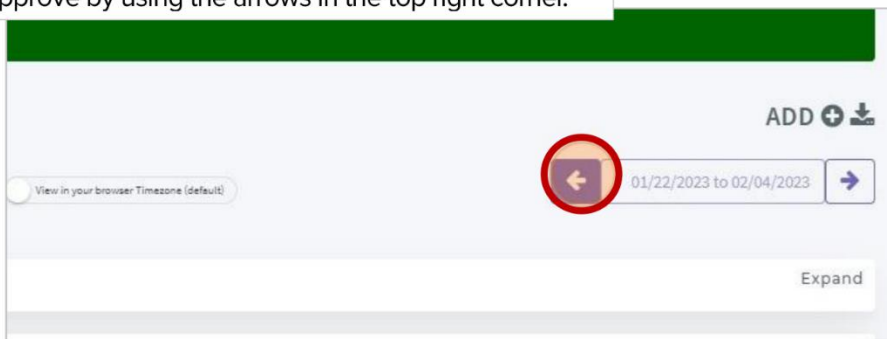 approve by using the arrows in the top right corner.
ADD
View in your browser Timezone (default)
01/22/2023 to 02/04/2023
Expand